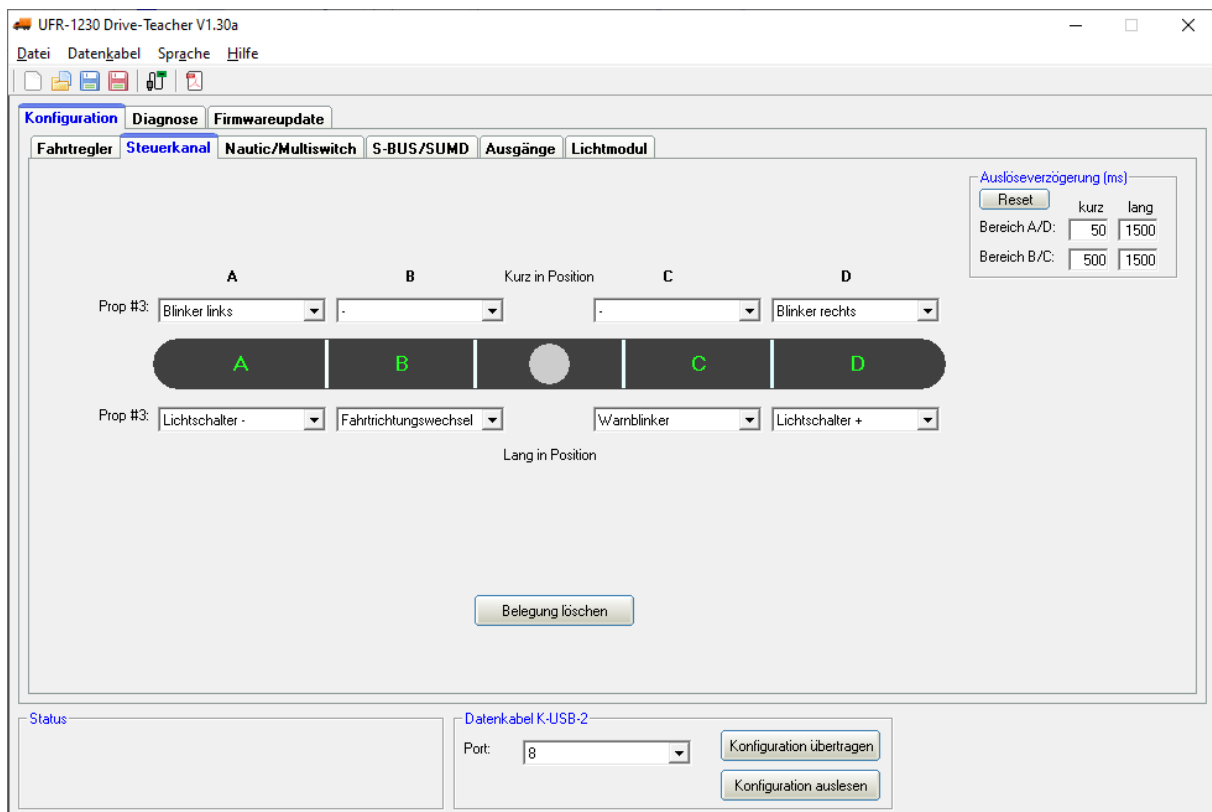 UFR-1230 Drive-Teacher V1.30a
Datei Datenkabel Sprache Hilfe
Konfiguration Diagnose Firmwareupdate
Fahrtregler Steuerkanal Nautic/Multiswitch S-BUS/SUMD Ausgänge Lichtmodul
Auslöseverzögerung (ms)
Reset kurz lang
Bereich A/D: 50 1500
Bereich B/C: 500 1500
A B Kurz in Position C D
Prop #3: Blinker links - - Blinker rechts
A B C D
Prop #3: Lichtschalter - Fahrtrichtungswechsel Warnblinker Lichtschalter +
Lang in Position
Belegung löschen
Status
Datenkabel K-USB-2
Port: 8 Konfiguration übertragen
Konfiguration auslesen